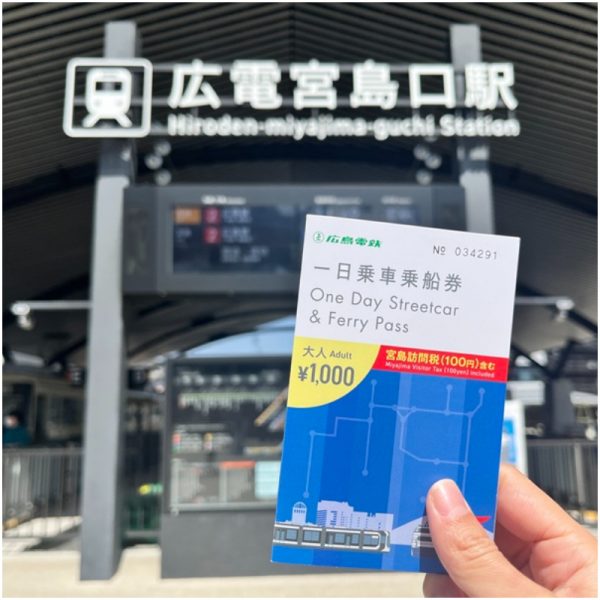 広電宮島口駅
Hiroden-miyajima-guchi Station
広島電鉄
№ 034291
一日乗車乗船券
One Day Streetcar
& Ferry Pass
大人 Adult
¥1,000
宮島訪問税(100円)含む
Miyajima Visitor Tax (100yen) included